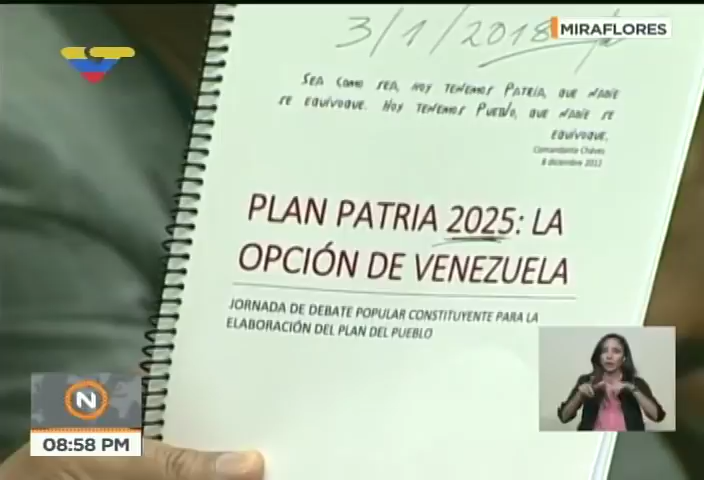 3/1/2018
MIRAFLORES
SEA COMO SEA, HOY TENEMOS PATRIA, QUE NADIE
SE EQUIVOQUE. HOY TENEMOS PUEBLO, QUE NADIE SE
EQUIVOQUE.
Comandante Chávez
8 diciembre 2012
PLAN PATRIA 2025: LA
OPCIÓN DE VENEZUELA
JORNADA DE DEBATE POPULAR CONSTITUYENTE PARA LA
ELABORACIÓN DEL PLAN DEL PUEBLO
N
08:58 PM